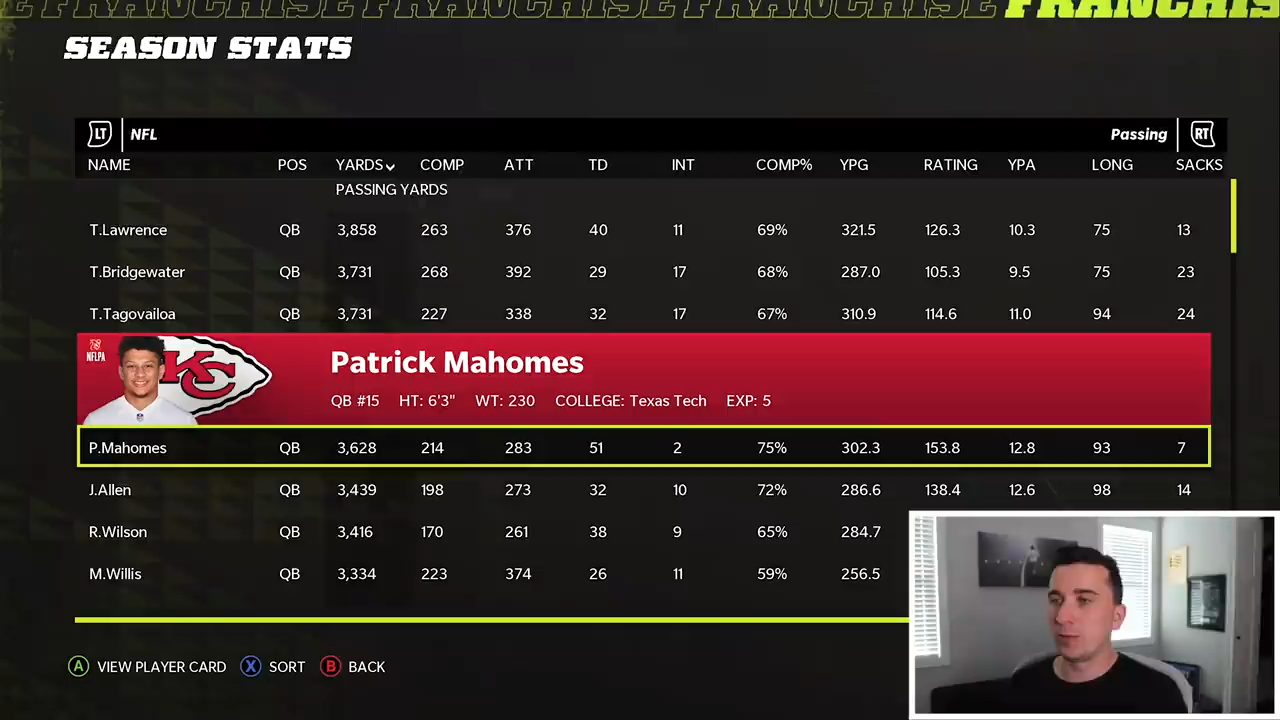 FRANCHISE FRANCHISE FRANCHISE FRANCHIS
SEASON STATS
LT NFL Passing RT
NAME POS YARDS COMP ATT TD INT COMP% YPG RATING YPA LONG SACKS
PASSING YARDS
T.Lawrence QB 3,858 263 376 40 11 69% 321.5 126.3 10.3 75 13
T.Bridgewater QB 3,731 268 392 29 17 68% 287.0 105.3 9.5 75 23
T.Tagovailoa QB 3,731 227 338 32 17 67% 310.9 114.6 11.0 94 24
NFLPA
KC
Patrick Mahomes
QB #15 HT: 6'3" WT: 230 COLLEGE: Texas Tech EXP: 5
P.Mahomes QB 3,628 214 283 51 2 75% 302.3 153.8 12.8 93 7
J.Allen QB 3,439 198 273 32 10 72% 286.6 138.4 12.6 98 14
R.Wilson QB 3,416 170 261 38 9 65% 284.7
M.Willis QB 3,334 223 374 26 11 59% 256.5
A VIEW PLAYER CARD X SORT B BACK